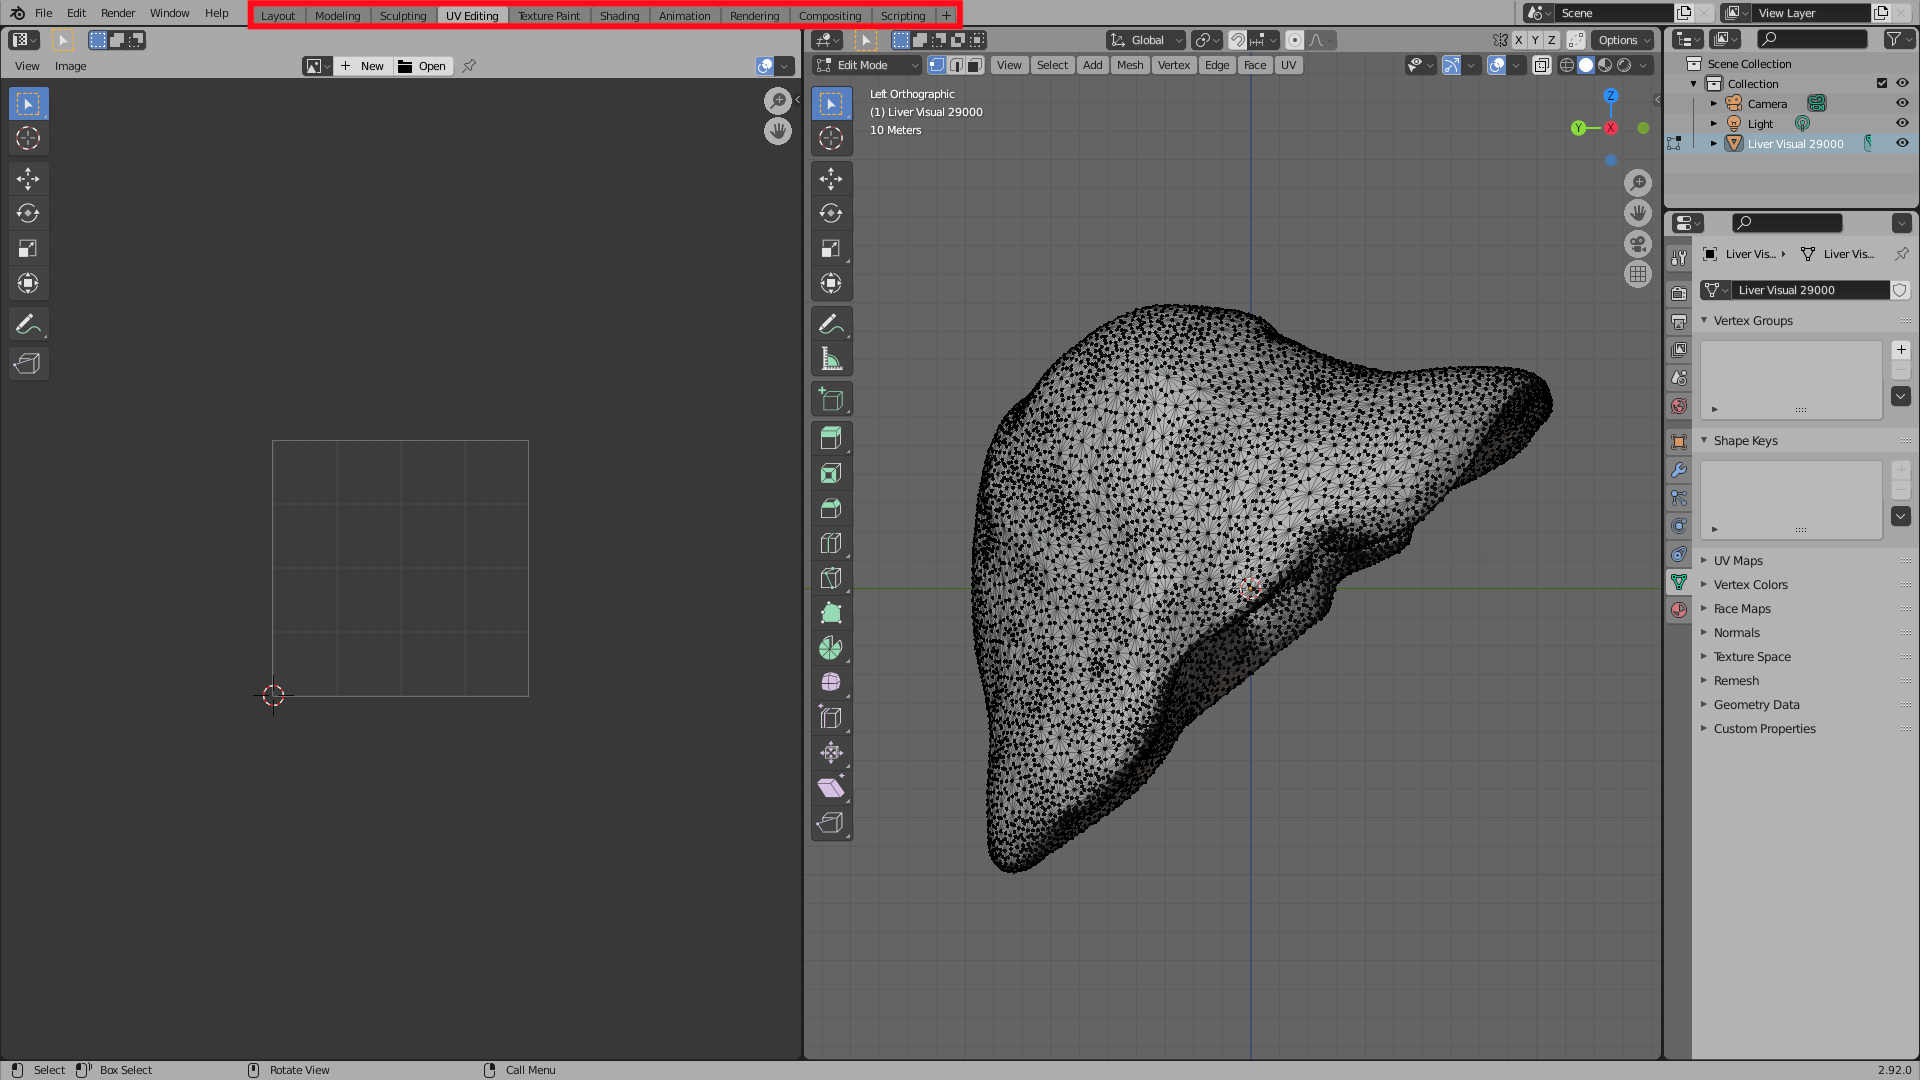 File Edit Render Window Help Layout Modeling Sculpting UV Editing Texture Paint Shading Animation Rendering Compositing Scripting + Scene View Layer
Global X Y Z Options
View Image New Open
Edit Mode View Select Add Mesh Vertex Edge Face UV
Left Orthographic
(1) Liver Visual 29000
10 Meters
Z
Y
X
Scene Collection
Collection
Camera
Light
Liver Visual 29000
Liver Vis... Liver Vis...
Liver Visual 29000
Vertex Groups
Shape Keys
UV Maps
Vertex Colors
Face Maps
Normals
Texture Space
Remesh
Geometry Data
Custom Properties
Select Box Select Rotate View Call Menu 2.92.0